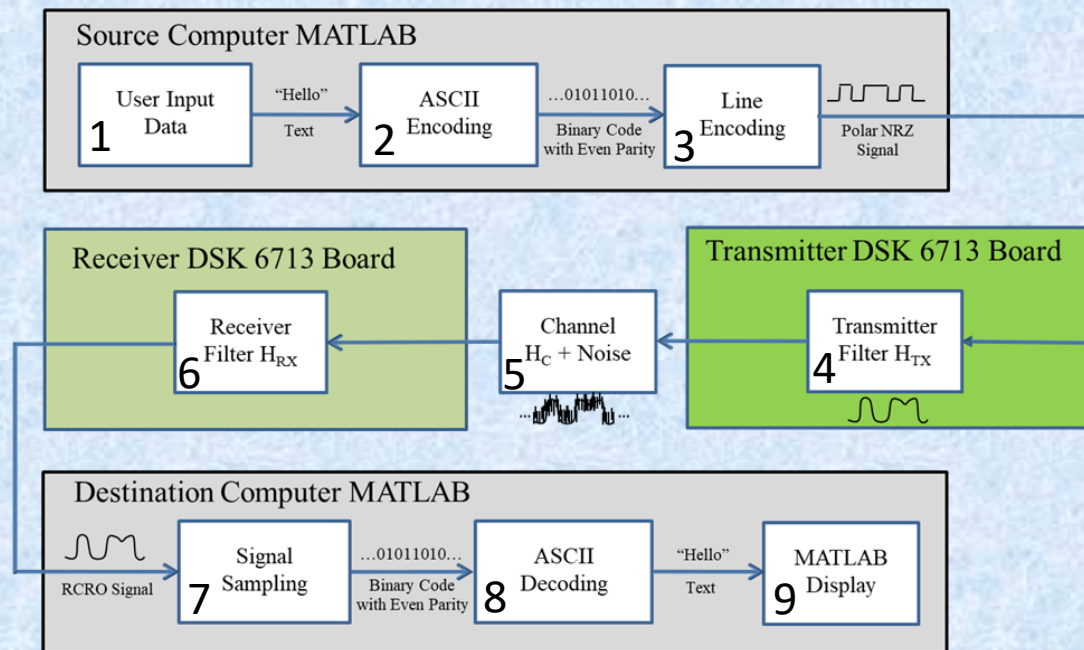 Source Computer MATLAB
User Input
Data
1
“Hello”
Text
ASCII
Encoding
2
...01011010...
Binary Code
with Even Parity
Line
Encoding
3
Polar NRZ
Signal
Receiver DSK 6713 Board
Receiver
Filter HRX
6
Channel
HC + Noise
5
... ...
Transmitter DSK 6713 Board
Transmitter
Filter HTX
4
Destination Computer MATLAB
RCRO Signal
Signal
Sampling
7
...01011010...
Binary Code
with Even Parity
ASCII
Decoding
8
“Hello”
Text
MATLAB
Display
9